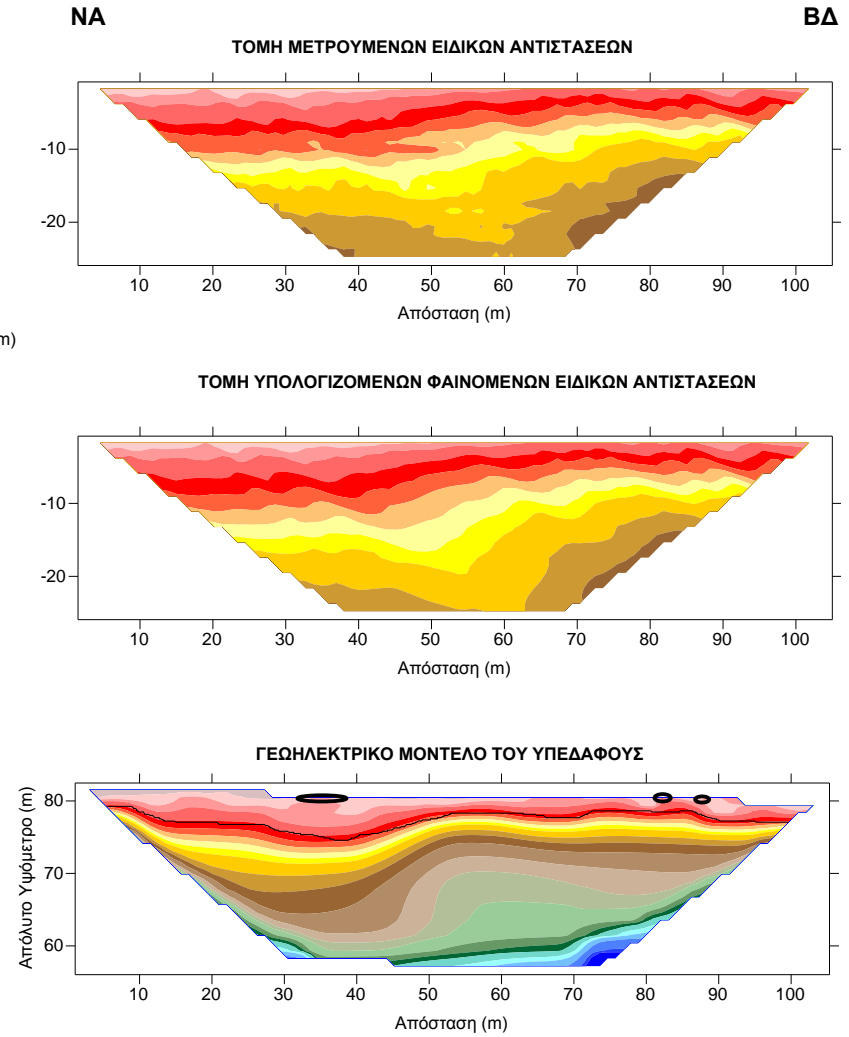 ΝΑ ΒΔ
ΤΟΜΗ ΜΕΤΡΟΥΜΕΝΩΝ ΕΙΔΙΚΩΝ ΑΝΤΙΣΤΑΣΕΩΝ
-10
-20
10 20 30 40 50 60 70 80 90 100
Απόσταση (m)
m)
ΤΟΜΗ ΥΠΟΛΟΓΙΖΟΜΕΝΩΝ ΦΑΙΝΟΜΕΝΩΝ ΕΙΔΙΚΩΝ ΑΝΤΙΣΤΑΣΕΩΝ
-10
-20
10 20 30 40 50 60 70 80 90 100
Απόσταση (m)
ΓΕΩΗΛΕΚΤΡΙΚΟ ΜΟΝΤΕΛΟ ΤΟΥ ΥΠΕΔΑΦΟΥΣ
Απόλυτο Υψόμετρο (m)
80
70
60
10 20 30 40 50 60 70 80 90 100
Απόσταση (m)